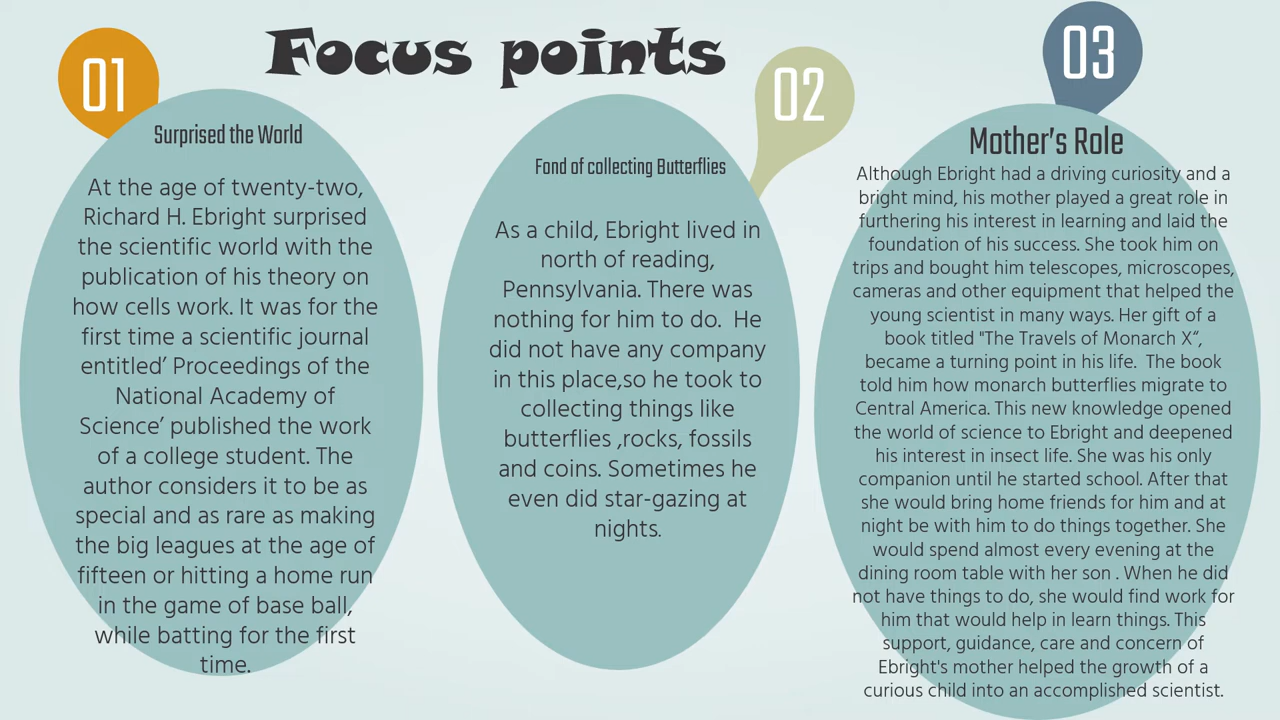 Focus points
01
Surprised the World
At the age of twenty-two,
Richard H. Ebright surprised
the scientific world with the
publication of his theory on
how cells work. It was for the
first time a scientific journal
entitled’ Proceedings of the
National Academy of
Science’ published the work
of a college student. The
author considers it to be as
special and as rare as making
the big leagues at the age of
fifteen or hitting a home run
in the game of base ball,
while batting for the first
time.
02
Fond of collecting Butterflies
As a child, Ebright lived in
north of reading,
Pennsylvania. There was
nothing for him to do.  He
did not have any company
in this place,so he took to
collecting things like
butterflies ,rocks, fossils
and coins. Sometimes he
even did star-gazing at
nights.
03
Mother’s Role
Although Ebright had a driving curiosity and a
bright mind, his mother played a great role in
furthering his interest in learning and laid the
foundation of his success. She took him on
trips and bought him telescopes, microscopes,
cameras and other equipment that helped the
young scientist in many ways. Her gift of a
book titled "The Travels of Monarch X“,
became a turning point in his life.  The book
told him how monarch butterflies migrate to
Central America. This new knowledge opened
the world of science to Ebright and deepened
his interest in insect life. She was his only
companion until he started school. After that
she would bring home friends for him and at
night be with him to do things together. She
would spend almost every evening at the
dining room table with her son . When he did
not have things to do, she would find work for
him that would help in learn things. This
support, guidance, care and concern of
Ebright's mother helped the growth of a
curious child into an accomplished scientist.